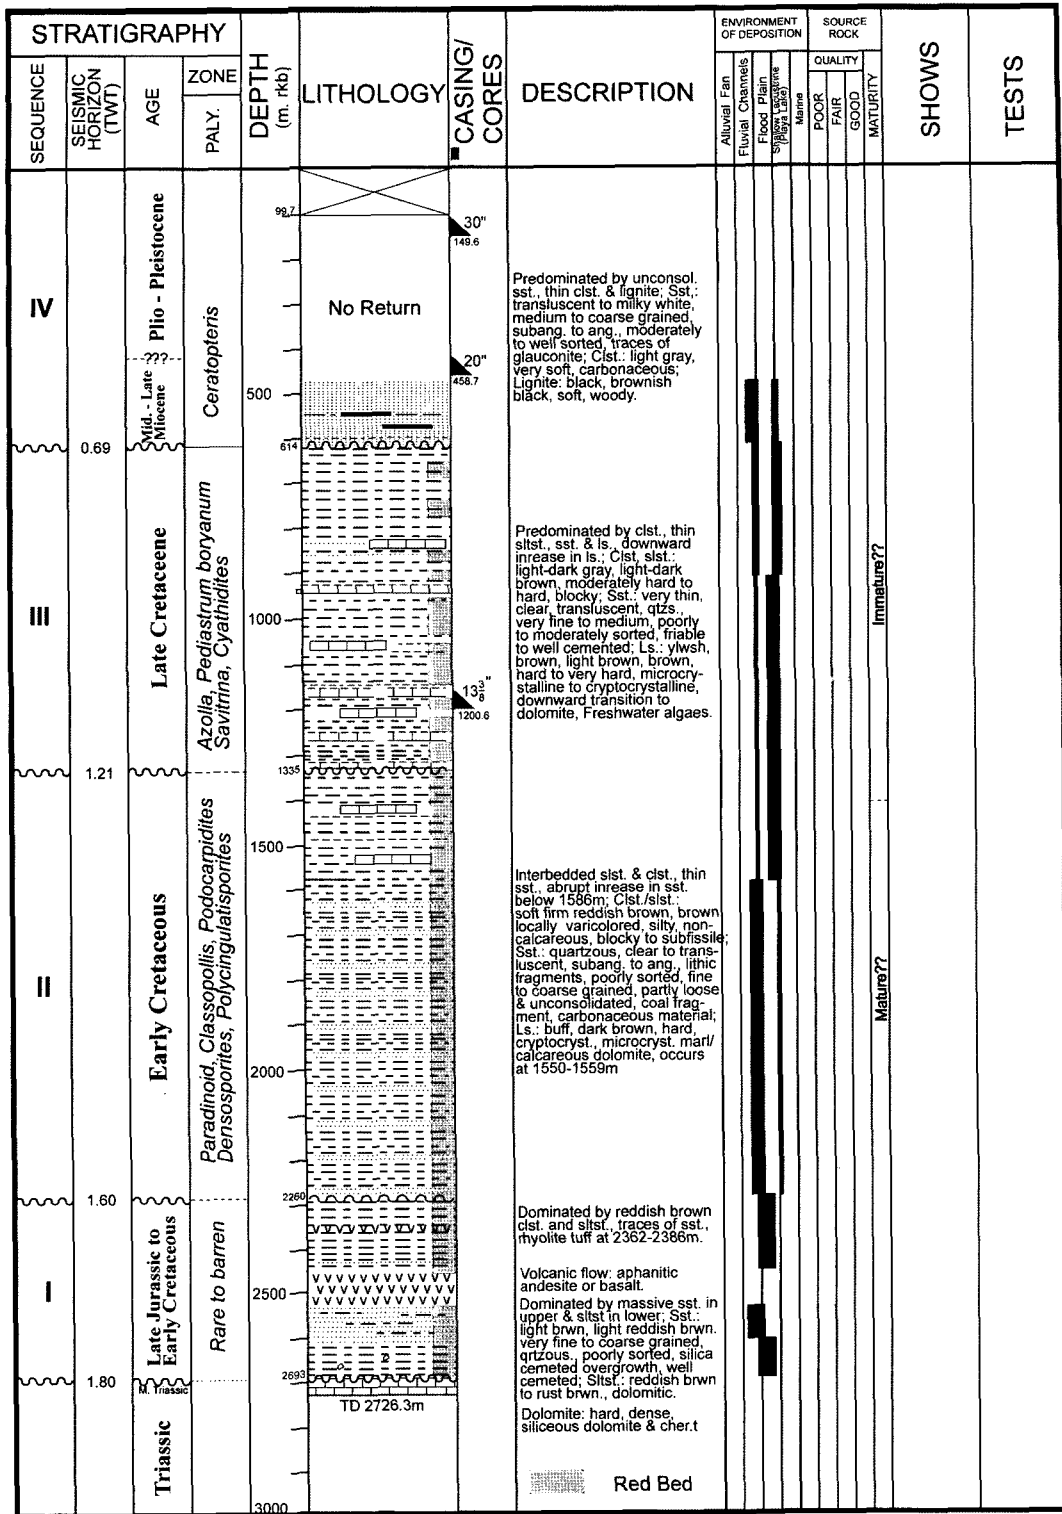 STRATIGRAPHY
SEQUENCE
SEISMIC HORIZON (TWT)
AGE
ZONE
PALY.
DEPTH (m. rkb)
LITHOLOGY
CASING/ CORES
DESCRIPTION
ENVIRONMENT OF DEPOSITION
Alluvial Fan
Fluvial Channels
Flood Plain
Shallow Lacustrine (Playa Lake)
Marine
SOURCE ROCK
QUALITY
POOR
FAIR
GOOD
MATURITY
SHOWS
TESTS
IV
III
II
I
0.69
1.21
1.60
1.80
Plio - Pleistocene
???
Mid. - Late Miocene
Late Cretaceene
Early Cretaceous
Late Jurassic to Early Cretaceous
M. Triassic
Triassic
Ceratopteris
Azolla, Pediastrum boryanum
Savitrina, Cyathidites
Paradinoid, Classopollis, Podocarpidites
Densosporites, Polycingulatisporites
Rare to barren
99.7
500
614
1000
1335
1500
2000
2260
2500
2693
3000
No Return
TD 2726.3m
30"
149.6
20"
458.7
13 3/8"
1200.6
Predominated by unconsol.
sst., thin clst. & lignite; Sst,:
transluscent to milky white,
medium to coarse grained,
subang. to ang., moderately
to well sorted, traces of
glauconite; Clst.: light gray,
very soft, carbonaceous;
Lignite: black, brownish
black, soft, woody.
Predominated by clst., thin
sltst., sst. & ls., downward
inrease in ls.; Clst, slst.:
light-dark gray, light-dark
brown, moderately hard to
hard, blocky; Sst.: very thin,
clear, transluscent, qtzs.,
very fine to medium, poorly
to moderately sorted, friable
to well cemented; Ls.: ylwsh,
brown, light brown, brown,
hard to very hard, microcry-
stalline to cryptocrystalline,
downward transition to
dolomite, Freshwater algaes.
Interbedded slst. & clst., thin
sst., abrupt inrease in sst.
below 1586m; Clst./slst.:
soft firm reddish brown, brown
locally varicolored, silty, non-
calcareous, blocky to subfissile;
Sst.: quartzous, clear to trans-
luscent, subang. to ang., lithic
fragments, poorly sorted, fine
to coarse grained, partly loose
& unconsolidated, coal frag-
ment, carbonaceous material;
Ls.: buff, dark brown, hard,
cryptocryst., microcryst. marl/
calcareous dolomite, occurs
at 1550-1559m
Dominated by reddish brown
clst. and sltst., traces of sst.,
rhyolite tuff at 2362-2386m.
Volcanic flow: aphanitic
andesite or basalt.
Dominated by massive sst. in
upper & sltst in lower; Sst.:
light brwn, light reddish brwn.
very fine to coarse grained,
qrtzous., poorly sorted, silica
cemeted overgrowth, well
cemeted; Sltst.: reddish brwn
to rust brwn., dolomitic.
Dolomite: hard, dense,
siliceous dolomite & cher.t
Red Bed
Immature??
Mature??